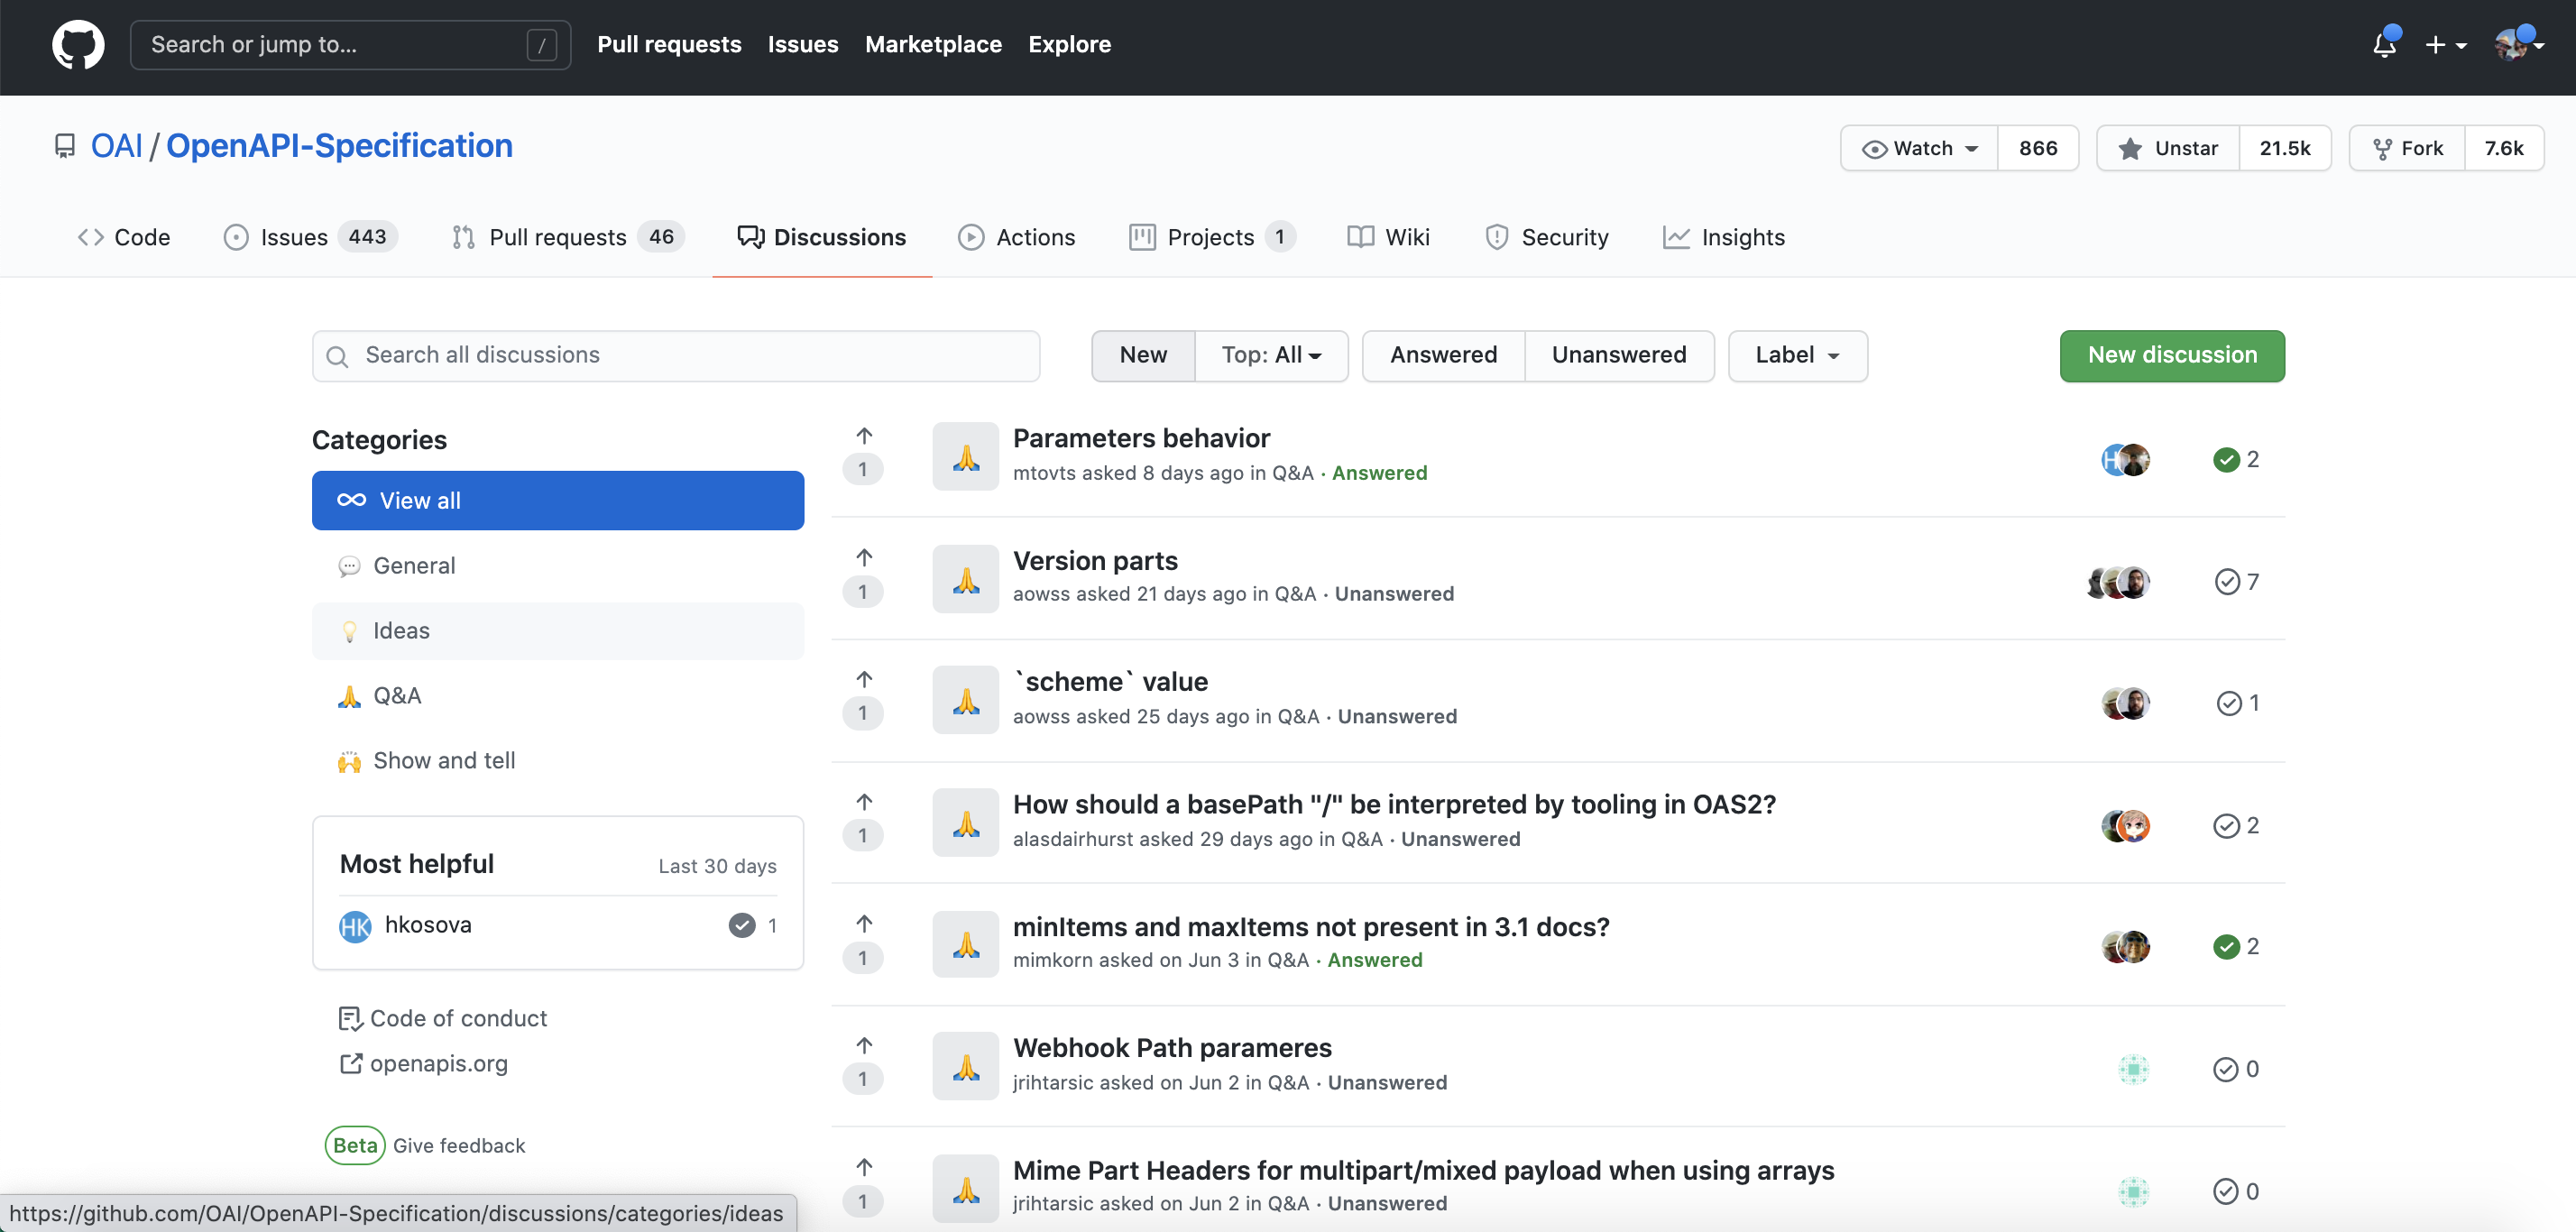 Search or jump to... / Pull requests Issues Marketplace Explore
OAI / OpenAPI-Specification Watch 866 Unstar 21.5k Fork 7.6k
Code Issues 443 Pull requests 46 Discussions Actions Projects 1 Wiki Security Insights
Search all discussions New Top: All Answered Unanswered Label New discussion
Categories
View all
General
Ideas
Q&A
Show and tell
Most helpful Last 30 days
HK hkosova 1
Code of conduct
openapis.org
Beta Give feedback
Parameters behavior
1 mtovts asked 8 days ago in Q&A · Answered 2
Version parts
1 aowss asked 21 days ago in Q&A · Unanswered 7
`scheme` value
1 aowss asked 25 days ago in Q&A · Unanswered 1
How should a basePath "/" be interpreted by tooling in OAS2?
1 alasdairhurst asked 29 days ago in Q&A · Unanswered 2
minItems and maxItems not present in 3.1 docs?
1 mimkorn asked on Jun 3 in Q&A · Answered 2
Webhook Path parameres
1 jrihtarsic asked on Jun 2 in Q&A · Unanswered 0
Mime Part Headers for multipart/mixed payload when using arrays
1 jrihtarsic asked on Jun 2 in Q&A · Unanswered 0
https://github.com/OAI/OpenAPI-Specification/discussions/categories/ideas